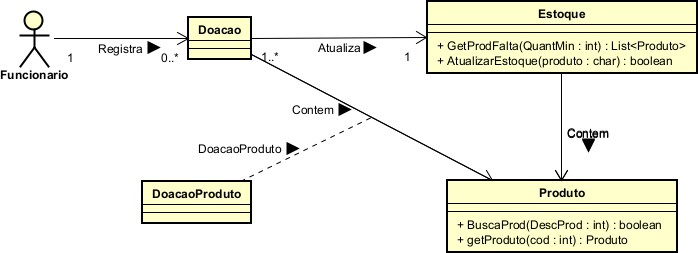 Funcionario
1
Registra
0..*
Doacao
1..*
Atualiza
1
Estoque
+ GetProdFalta(QuantMin : int) : List<Produto>
+ AtualizarEstoque(produto : char) : boolean
Contem
Contem
DoacaoProduto
DoacaoProduto
Produto
+ BuscaProd(DescProd : int) : boolean
+ getProduto(cod : int) : Produto